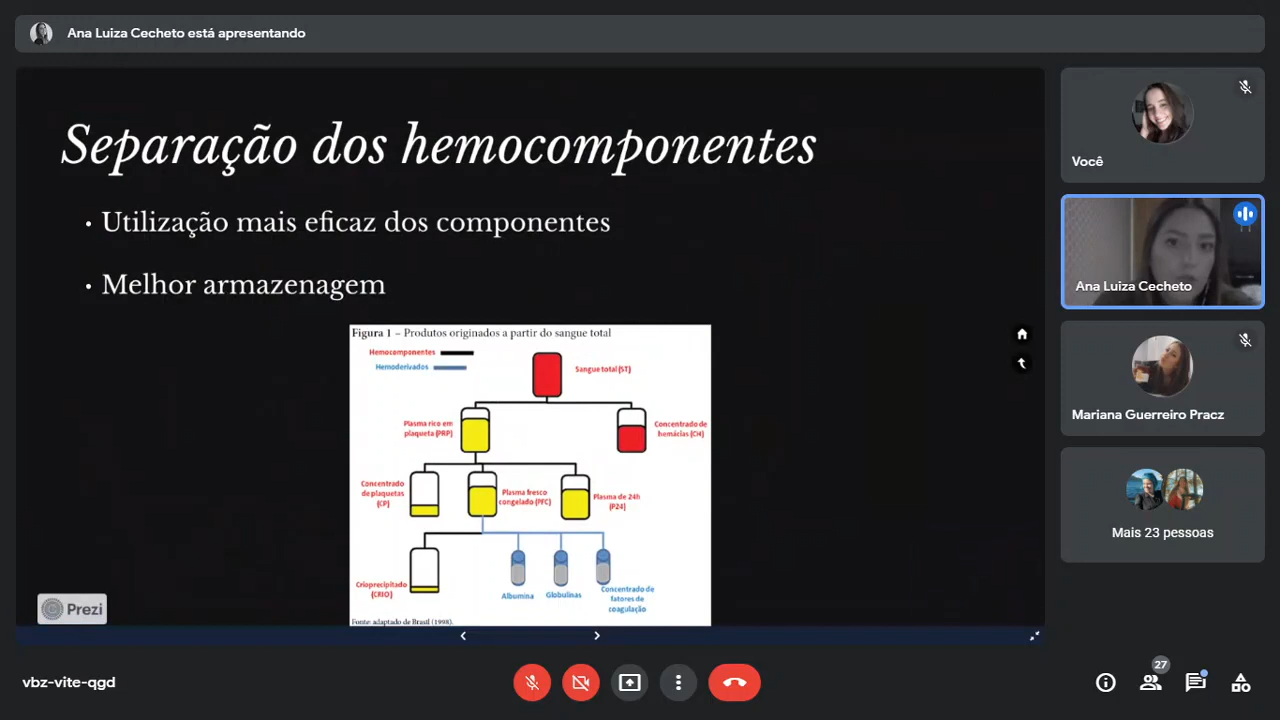 Ana Luiza Cecheto está apresentando
Separação dos hemocomponentes
• Utilização mais eficaz dos componentes
• Melhor armazenagem
Figura 1 – Produtos originados a partir do sangue total
Hemocomponentes
Hemoderivados
Sangue total (ST)
Plasma rico em
plaqueta (PRP)
Concentrado de
hemácias (CH)
Concentrado
de plaquetas
(CP)
Plasma fresco
congelado (PFC)
Plasma de 24h
(P24)
Crioprecipitado
(CRIO)
Albumina
Globulinas
Concentrado de
fatores de
coagulação
Fonte: adaptado de Brasil (1998).
Prezi
Você
Ana Luiza Cecheto
Mariana Guerreiro Pracz
Mais 23 pessoas
vbz-vite-qgd
27